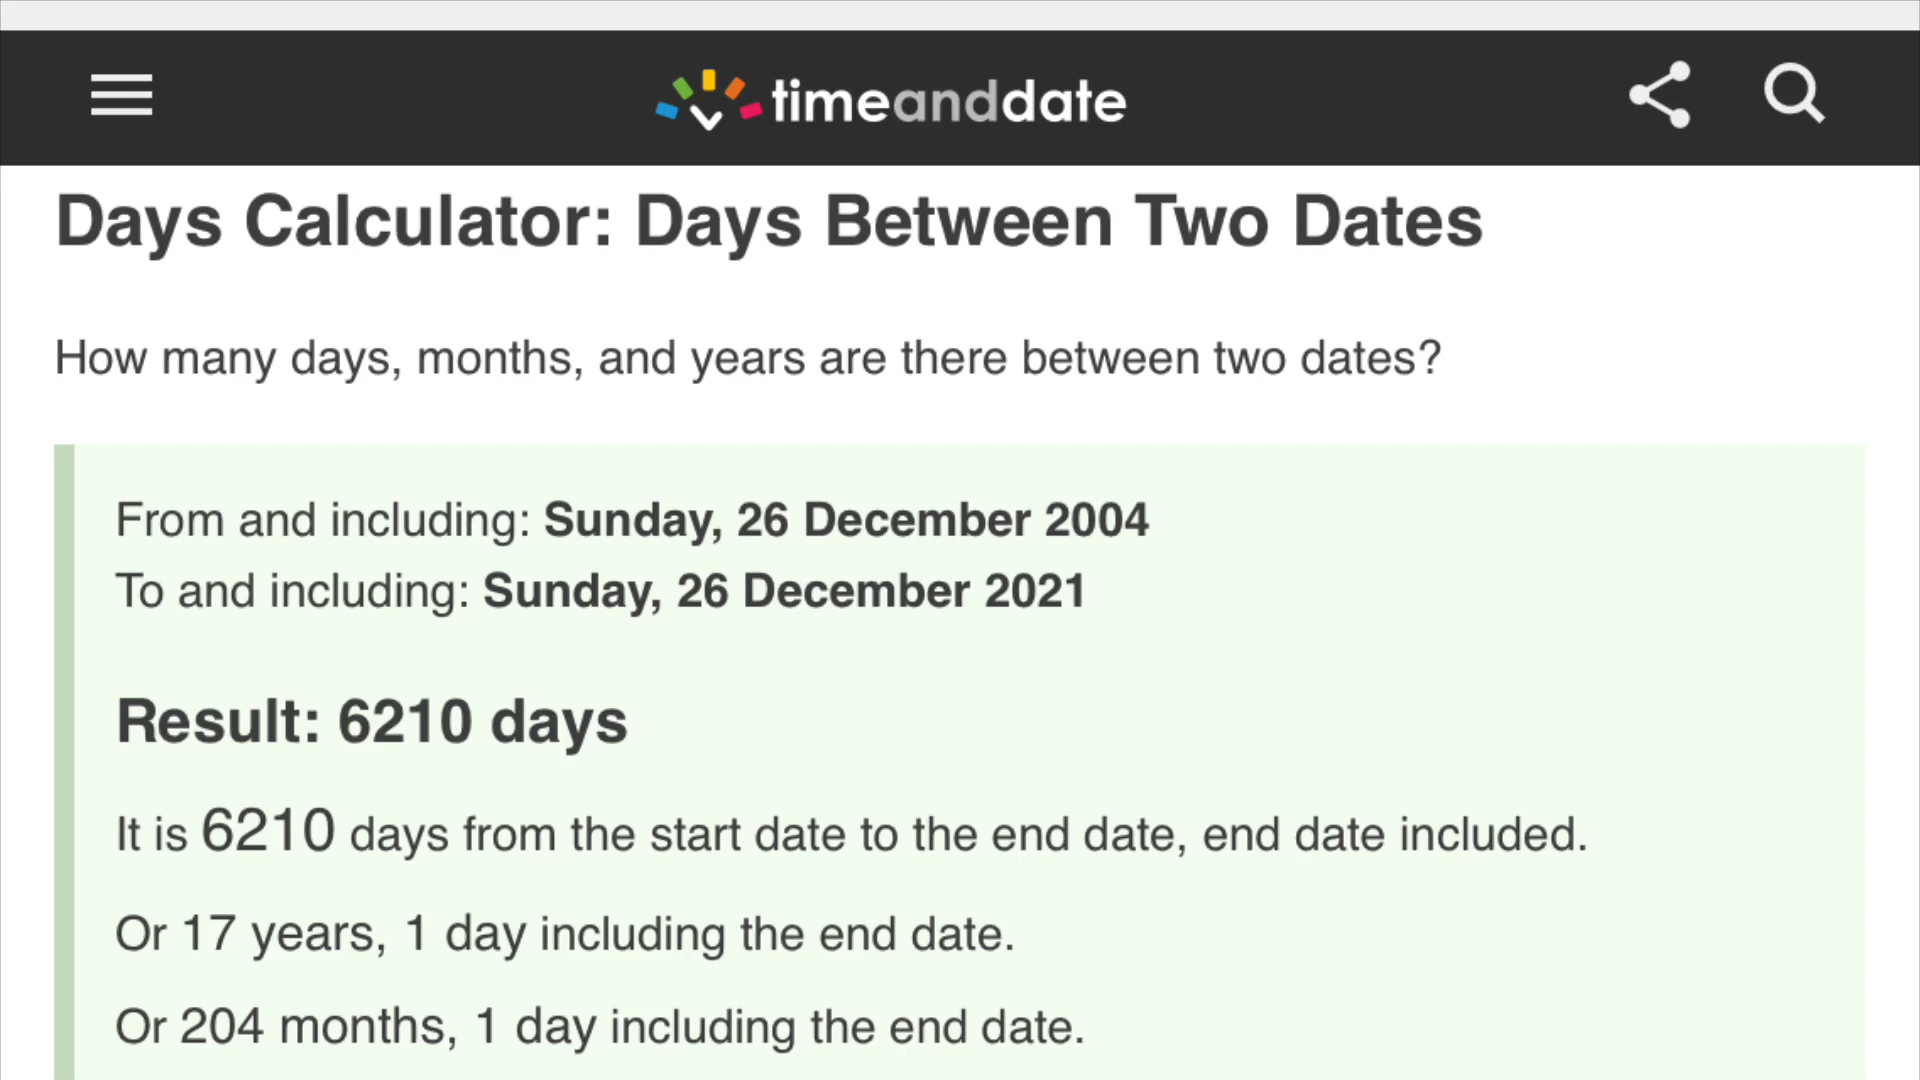 timeanddate
Days Calculator: Days Between Two Dates
How many days, months, and years are there between two dates?
From and including: Sunday, 26 December 2004
To and including: Sunday, 26 December 2021
Result: 6210 days
It is 6210 days from the start date to the end date, end date included.
Or 17 years, 1 day including the end date.
Or 204 months, 1 day including the end date.